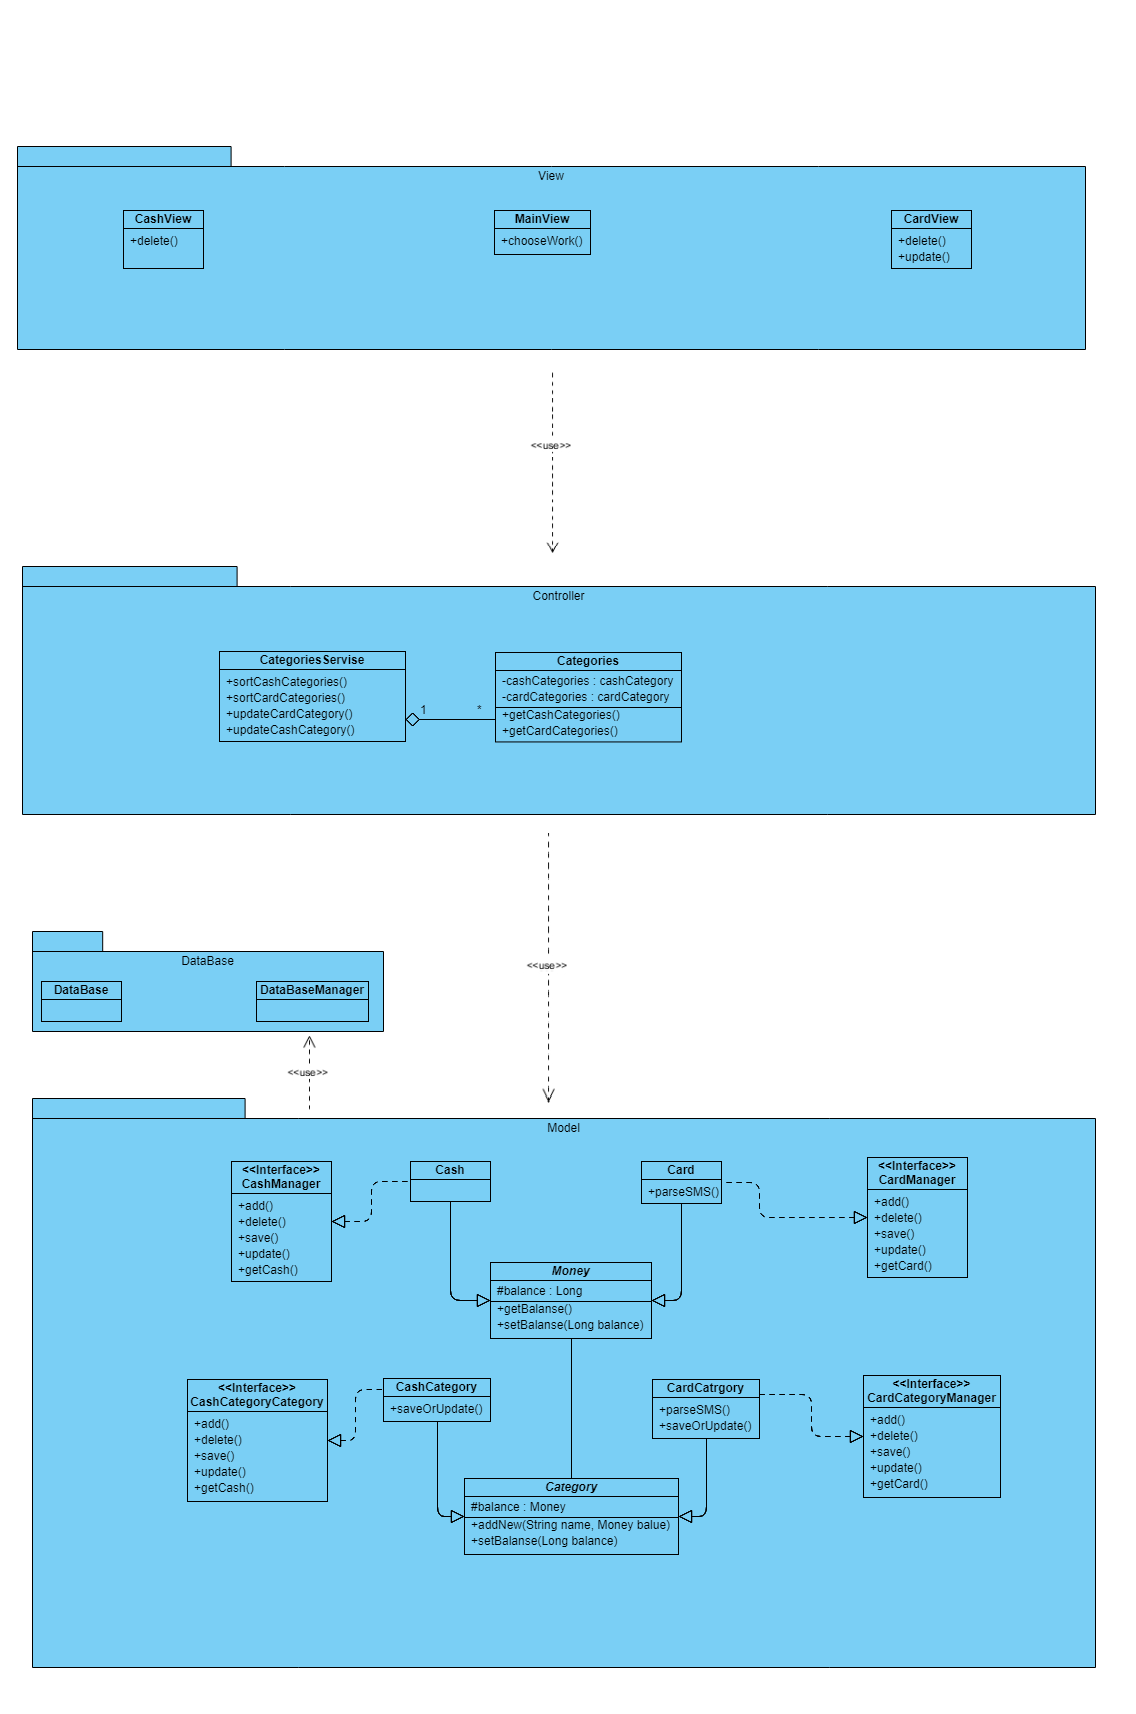 View
CashView
+delete()
MainView
+chooseWork()
CardView
+delete()
+update()
<<use>>
Controller
CategoriesServise
+sortCashCategories()
+sortCardCategories()
+updateCardCategory()
+updateCashCategory()
1
*
Categories
-cashCategories : cashCategory
-cardCategories : cardCategory
+getCashCategories()
+getCardCategories()
<<use>>
DataBase
DataBase
DataBaseManager
<<use>>
Model
<<Interface>>
CashManager
+add()
+delete()
+save()
+update()
+getCash()
Cash
Card
+parseSMS()
<<Interface>>
CardManager
+add()
+delete()
+save()
+update()
+getCard()
Money
#balance : Long
+getBalanse()
+setBalanse(Long balance)
<<Interface>>
CashCategoryCategory
+add()
+delete()
+save()
+update()
+getCash()
CashCategory
+saveOrUpdate()
CardCatrgory
+parseSMS()
+saveOrUpdate()
<<Interface>>
CardCategoryManager
+add()
+delete()
+save()
+update()
+getCard()
Category
#balance : Money
+addNew(String name, Money balue)
+setBalanse(Long balance)